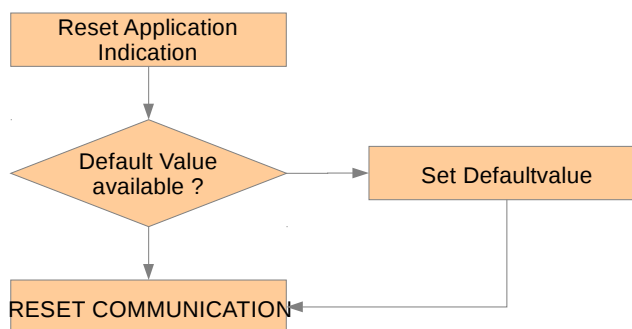 Reset Application
Indication
Default Value
available ?
Set Defaultvalue
RESET COMMUNICATION